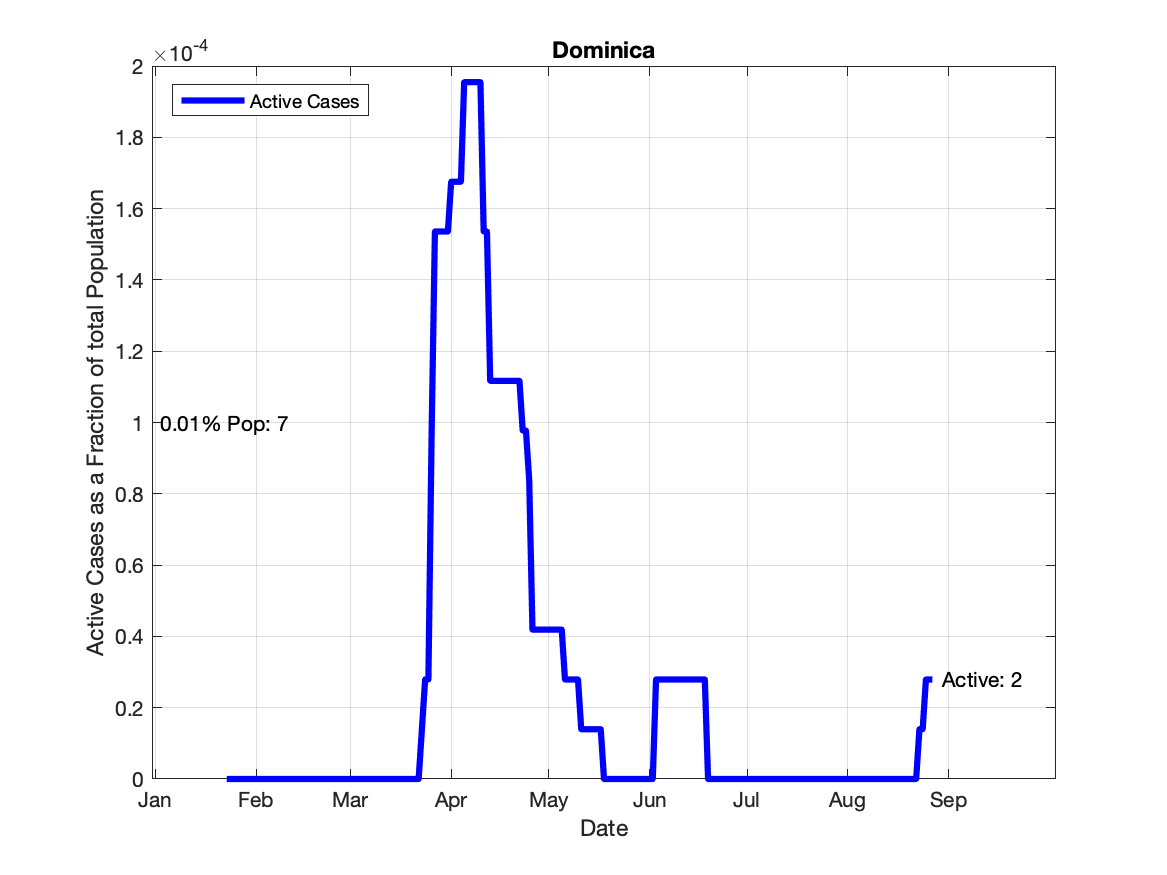 Dominica
×10-4
Active Cases
2
1.8
1.6
1.4
1.2
1
0.8
0.6
0.4
0.2
0
0.01% Pop: 7
Active: 2
Active Cases as a Fraction of total Population
Jan Feb Mar Apr May Jun Jul Aug Sep
Date